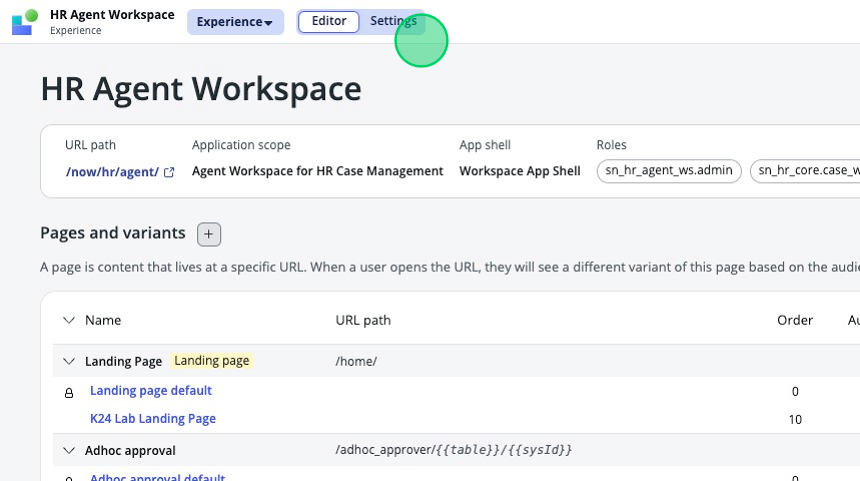 HR Agent Workspace
Experience
Experience
Editor
Settings
HR Agent Workspace
URL path Application scope App shell Roles
/now/hr/agent/ Agent Workspace for HR Case Management Workspace App Shell sn_hr_agent_ws.admin sn_hr_core.case_w
Pages and variants +
A page is content that lives at a specific URL. When a user opens the URL, they will see a different variant of this page based on the audie
Name URL path Order Au
Landing Page Landing page /home/
Landing page default 0
K24 Lab Landing Page 10
Adhoc approval /adhoc_approver/{{table}}/{{sysId}}
Adhoc approval default 0